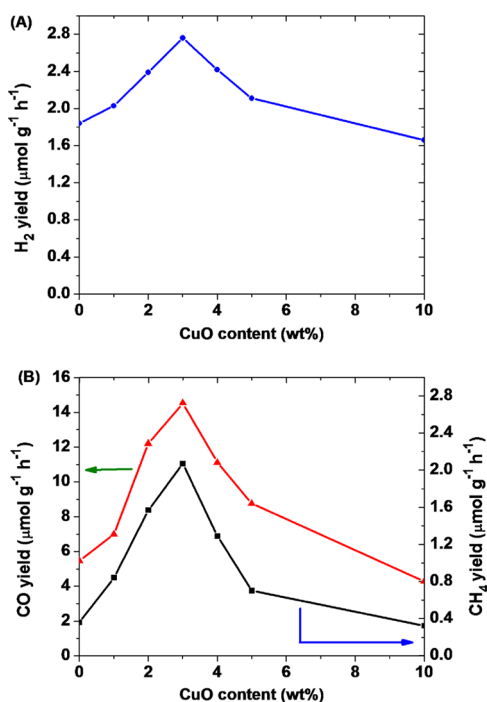 (A)
2.8
2.4
2.0
1.6
1.2
0.8
0.4
0.0
H₂ yield (μmol g⁻¹ h⁻¹)
0 2 4 6 8 10
CuO content (wt%)
(B)
16
14
12
10
8
6
4
2
0
CO yield (μmol g⁻¹ h⁻¹)
2.8
2.4
2.0
1.6
1.2
0.8
0.4
0.0
CH₄ yield (μmol g⁻¹ h⁻¹)
0 2 4 6 8 10
CuO content (wt%)